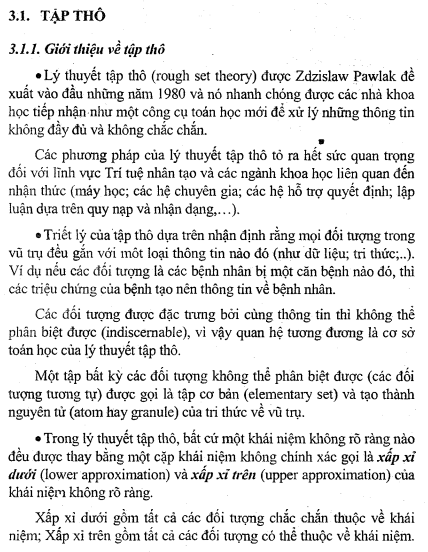 3.1. TẬP THÔ
3.1.1. Giới thiệu về tập thô
• Lý thuyết tập thô (rough set theory) được Zdzislaw Pawlak đề
xuất vào đầu những năm 1980 và nó nhanh chóng được các nhà khoa
học tiếp nhận như một công cụ toán học mới để xử lý những thông tin
không đầy đủ và không chắc chắn.
Các phương pháp của lý thuyết tập thô tỏ ra hết sức quan trọng
đối với lĩnh vực Trí tuệ nhân tạo và các ngành khoa học liên quan đến
nhận thức (máy học; các hệ chuyên gia; các hệ hỗ trợ quyết định; lập
luận dựa trên quy nạp và nhận dạng,…).
• Triết lý của tập thô dựa trên nhận định rằng mọi đối tượng trong
vũ trụ đều gắn với một loại thông tin nào đó (như dữ liệu; tri thức;..).
Ví dụ nếu các đối tượng là các bệnh nhân bị một căn bệnh nào đó, thì
các triệu chứng của bệnh tạo nên thông tin về bệnh nhân.
Các đối tượng được đặc trưng bởi cùng thông tin thì không thể
phân biệt được (indiscernable), vì vậy quan hệ tương đương là cơ sở
toán học của lý thuyết tập thô.
Một tập bất kỳ các đối tượng không thể phân biệt được (các đối
tượng tương tự) được gọi là tập cơ bản (elementary set) và tạo thành
nguyên tử (atom hay granule) của tri thức về vũ trụ.
• Trong lý thuyết tập thô, bất cứ một khái niệm không rõ ràng nào
đều được thay bằng một cặp khái niệm không chính xác gọi là xấp xỉ
dưới (lower approximation) và xấp xỉ trên (upper approximation) của
khái niệm không rõ ràng.
Xấp xỉ dưới gồm tất cả các đối tượng chắc chắn thuộc về khái
niệm; Xấp xỉ trên gồm tất cả các đối tượng có thể thuộc về khái niệm.